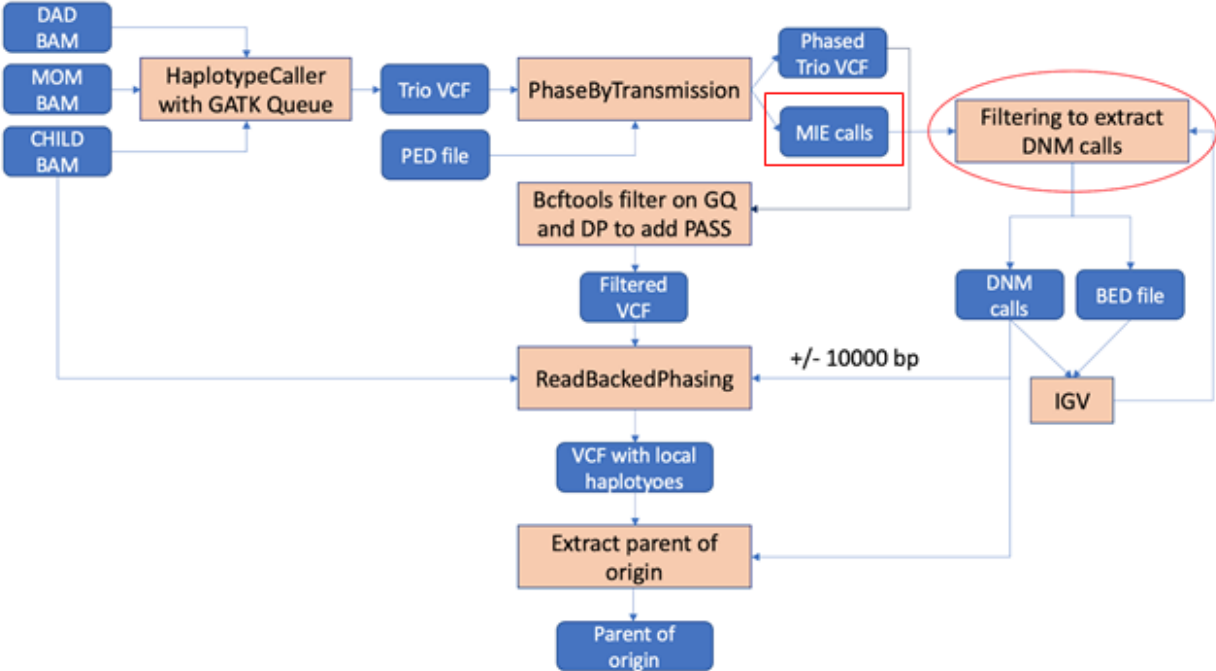 DAD
BAM
MOM
BAM
CHILD
BAM
HaplotypeCaller
with GATK Queue
Trio VCF
PED file
PhaseByTransmission
Phased
Trio VCF
MIE calls
Filtering to extract
DNM calls
Bcftools filter on GQ
and DP to add PASS
Filtered
VCF
DNM
calls
BED file
+/- 10000 bp
ReadBackedPhasing
IGV
VCF with local
haplotyoes
Extract parent of
origin
Parent of
origin